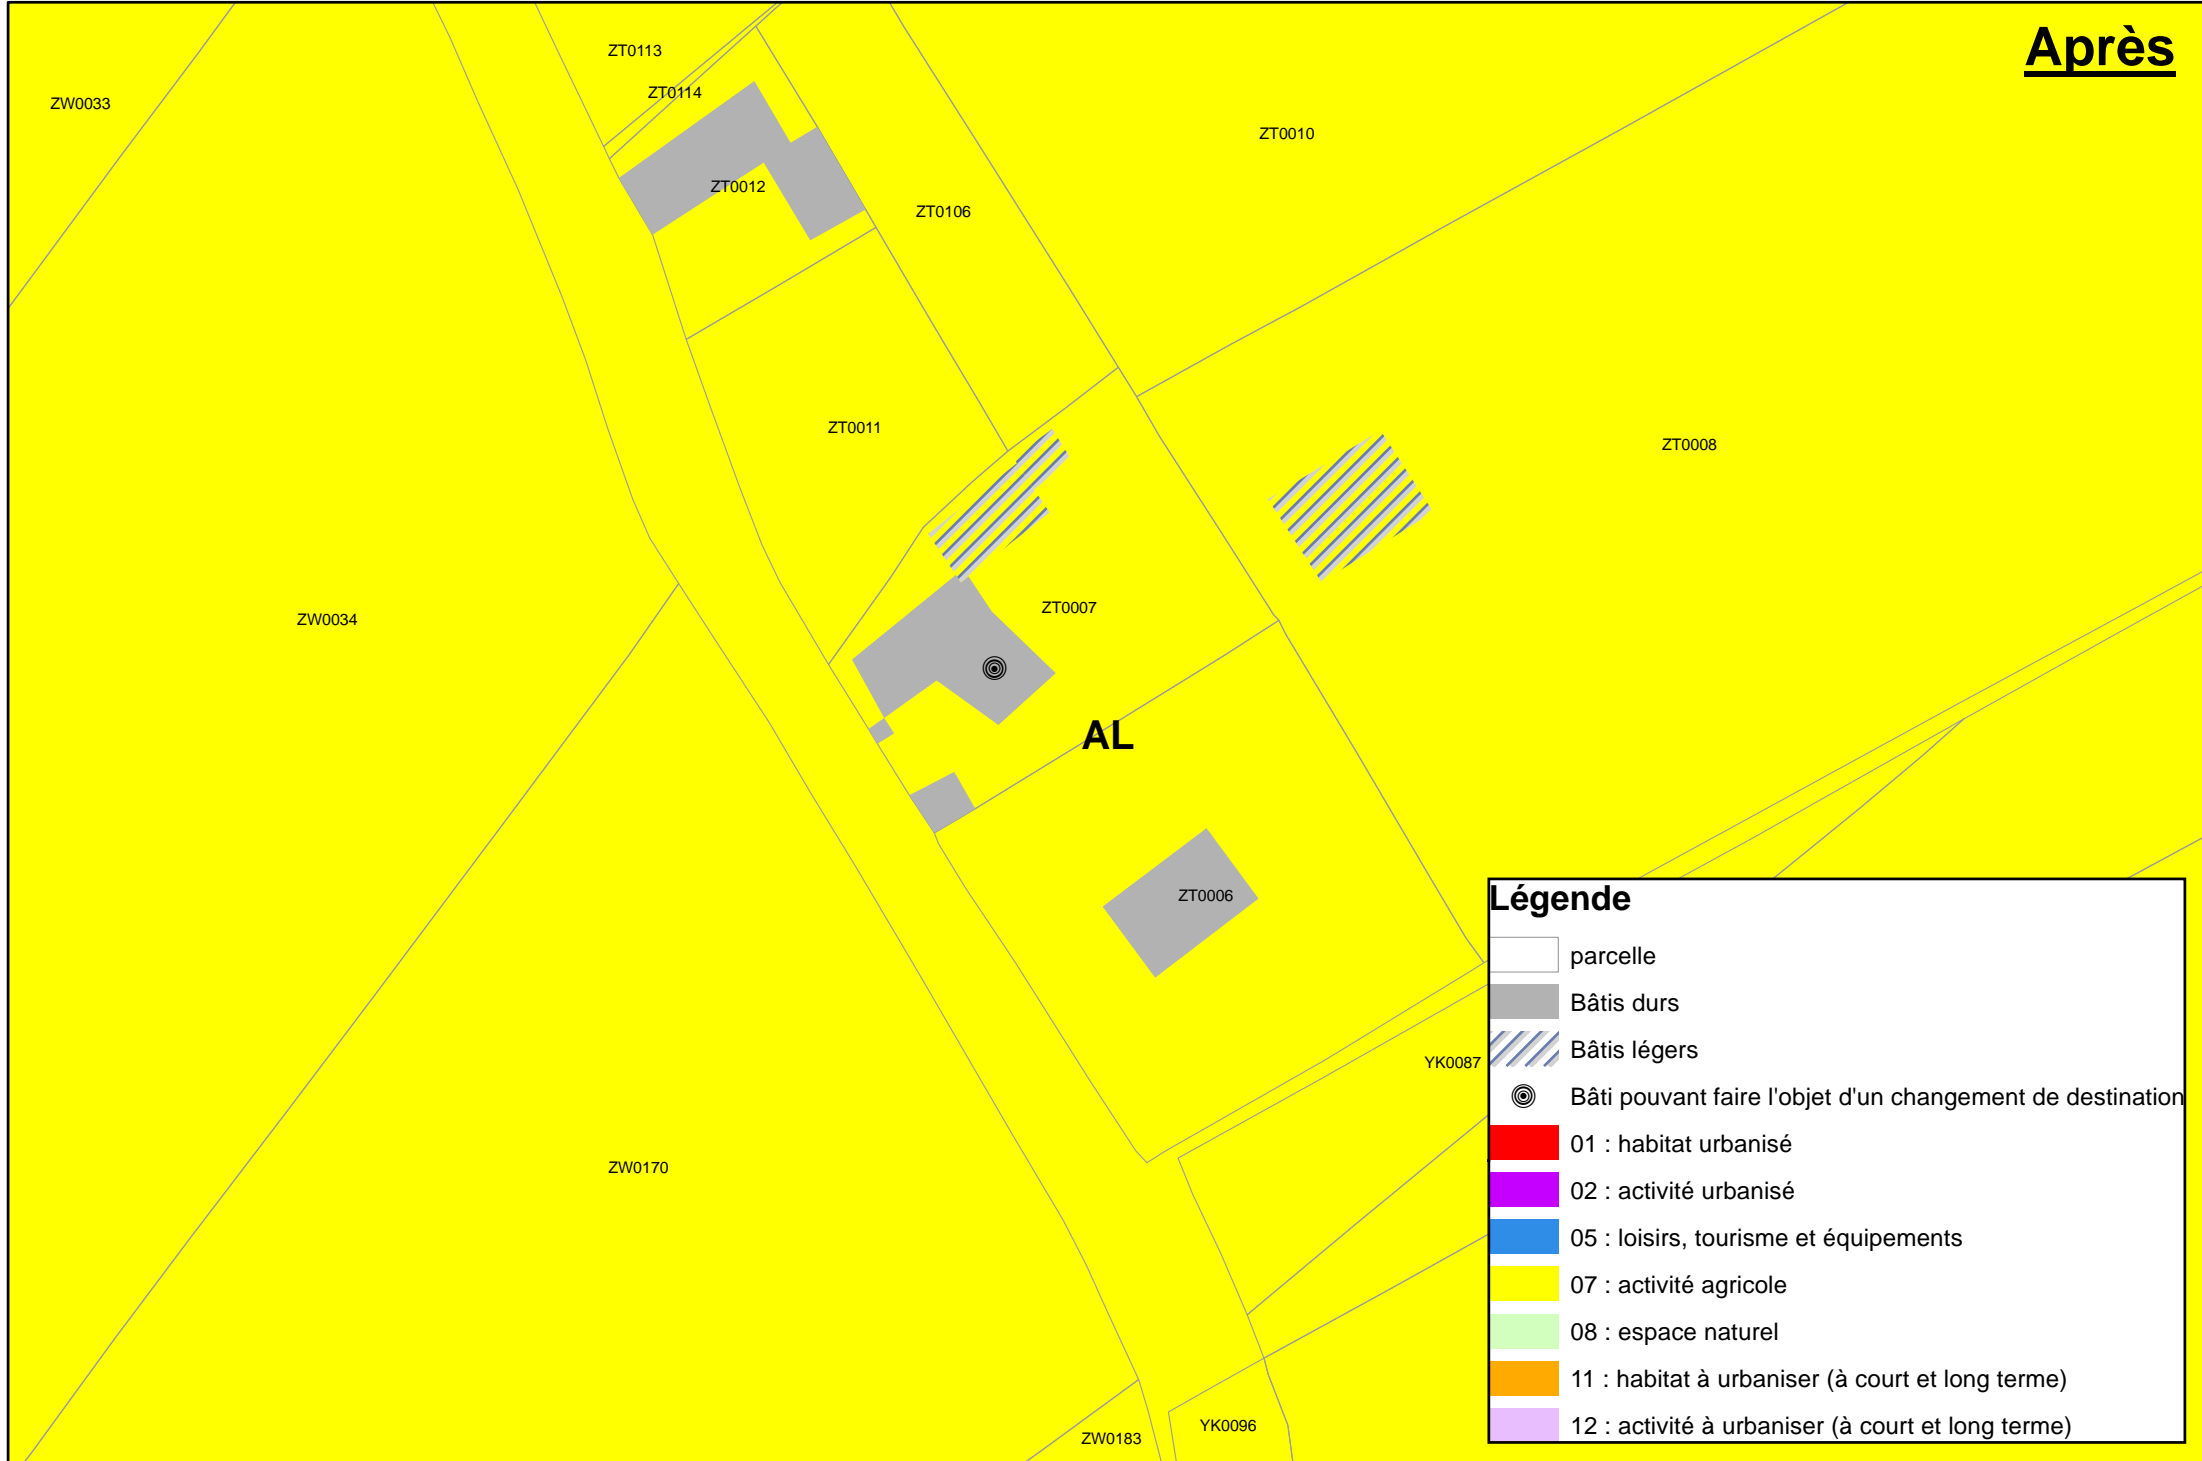 Après
ZT0113
ZT0114
ZW0033
ZT0010
ZT0012
ZT0106
ZT0011
ZT0008
ZT0007
ZW0034
AL
ZT0006
YK0087
ZW0170
YK0096
ZW0183
Légende
parcelle
Bâtis durs
Bâtis légers
Bâti pouvant faire l'objet d'un changement de destination
01 : habitat urbanisé
02 : activité urbanisé
05 : loisirs, tourisme et équipements
07 : activité agricole
08 : espace naturel
11 : habitat à urbaniser (à court et long terme)
12 : activité à urbaniser (à court et long terme)